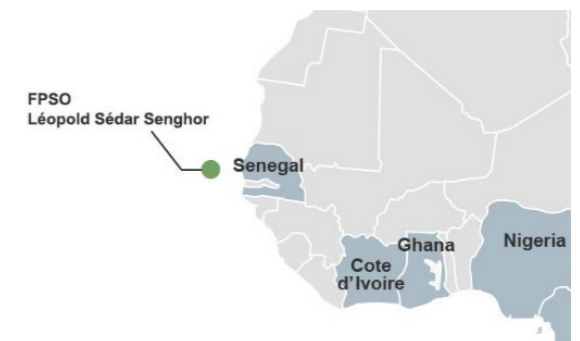 FPSO
Léopold Sédar Senghor
Senegal
Ghana
Nigeria
Cote
d’Ivoire